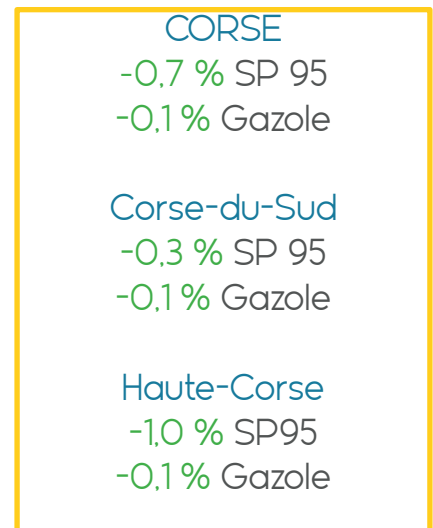 CORSE
-0,7 % SP 95
-0,1 % Gazole
Corse-du-Sud
-0,3 % SP 95
-0,1 % Gazole
Haute-Corse
-1,0 % SP95
-0,1 % Gazole